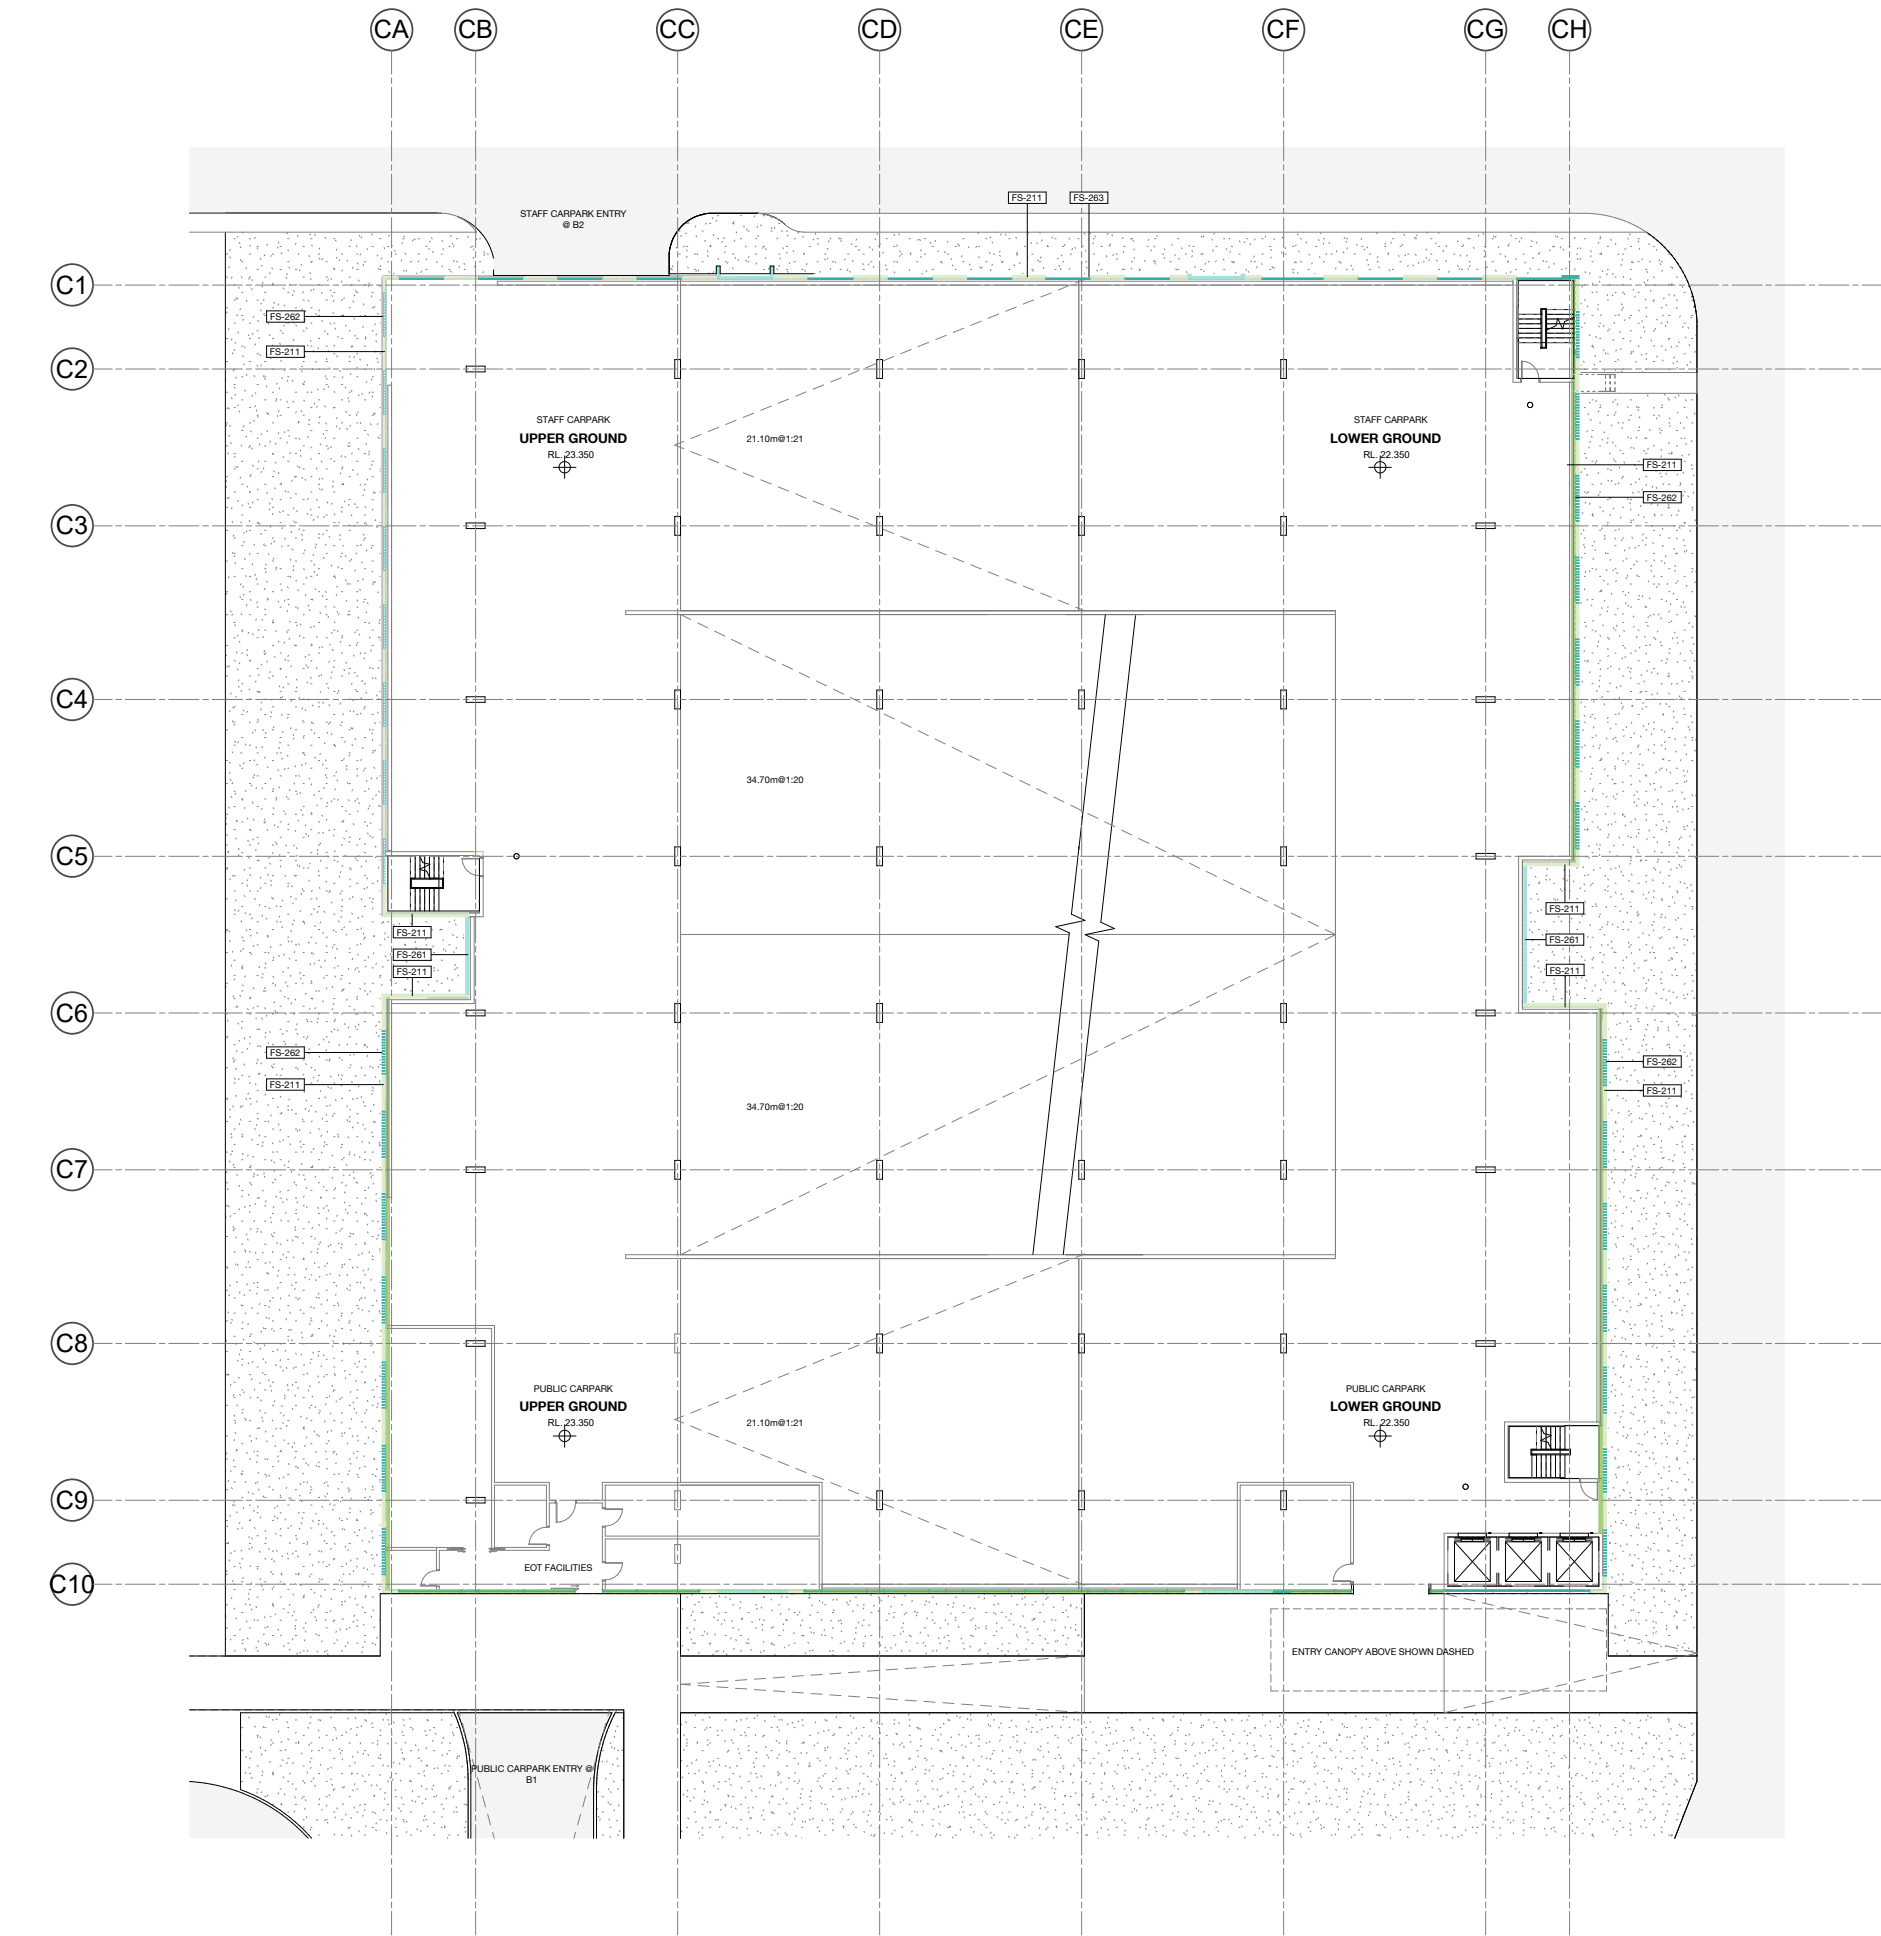 CA CB CC CD CE CF CG CH
FS-211 FS-263
STAFF CARPARK ENTRY
@ B2
C1
FS-262
FS-211
C2
STAFF CARPARK
UPPER GROUND
RL. 23.350
21.10m@1:21
STAFF CARPARK
LOWER GROUND
RL. 22.350
FS-211
FS-262
C3
C4
34.70m@1:20
C5
FS-211
FS-261
FS-211
FS-211
FS-261
FS-211
C6
FS-262
FS-211
FS-262
FS-211
34.70m@1:20
C7
C8
PUBLIC CARPARK
UPPER GROUND
RL. 23.350
21.10m@1:21
PUBLIC CARPARK
LOWER GROUND
RL. 22.350
C9
EOT FACILITIES
C10
ENTRY CANOPY ABOVE SHOWN DASHED
PUBLIC CARPARK ENTRY @
B1